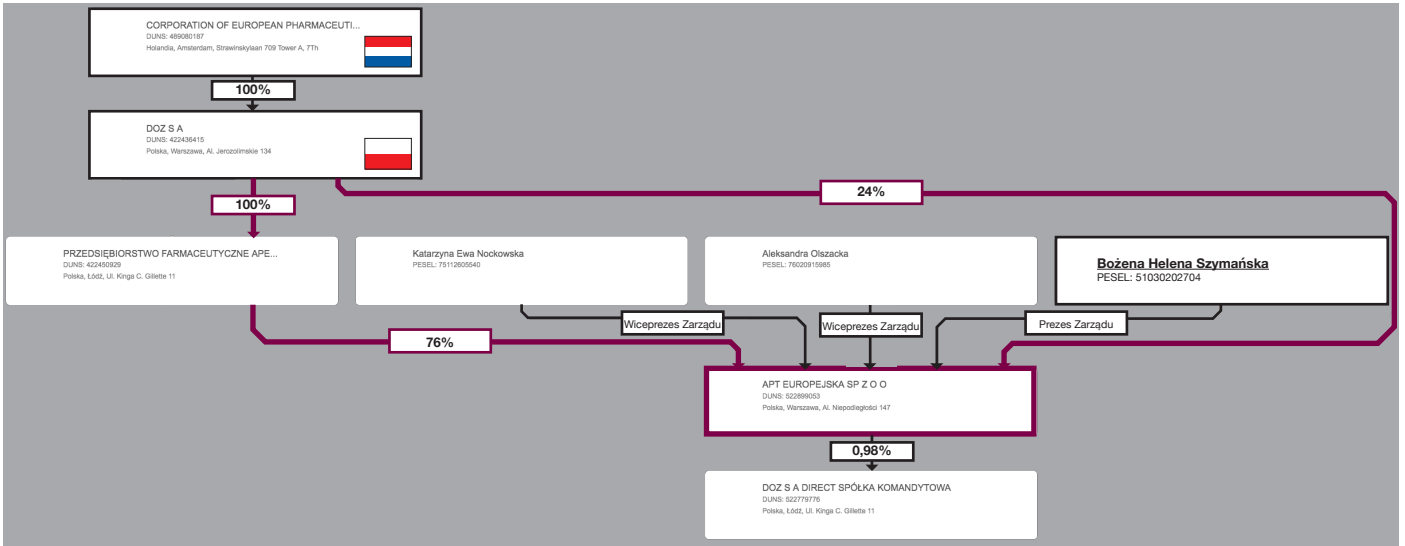 CORPORATION OF EUROPEAN PHARMACEUTI...
DUNS: 489080187
Holandia, Amsterdam, Strawinskylaan 709 Tower A, 7Th
100%
DOZ S A
DUNS: 422436415
Polska, Warszawa, Al. Jerozolimskie 134
24%
100%
PRZEDSIĘBIORSTWO FARMACEUTYCZNE APE...
DUNS: 422450929
Polska, Łódź, Ul. Kinga C. Gillette 11
Katarzyna Ewa Nockowska
PESEL: 75112605540
Aleksandra Olszacka
PESEL: 76020915985
Bożena Helena Szymańska
PESEL: 51030202704
Wiceprezes Zarządu
Wiceprezes Zarządu
Prezes Zarządu
76%
APT EUROPEJSKA SP Z O O
DUNS: 522899053
Polska, Warszawa, Al. Niepodległości 147
0,98%
DOZ S A DIRECT SPÓŁKA KOMANDYTOWA
DUNS: 522779776
Polska, Łódź, Ul. Kinga C. Gillette 11